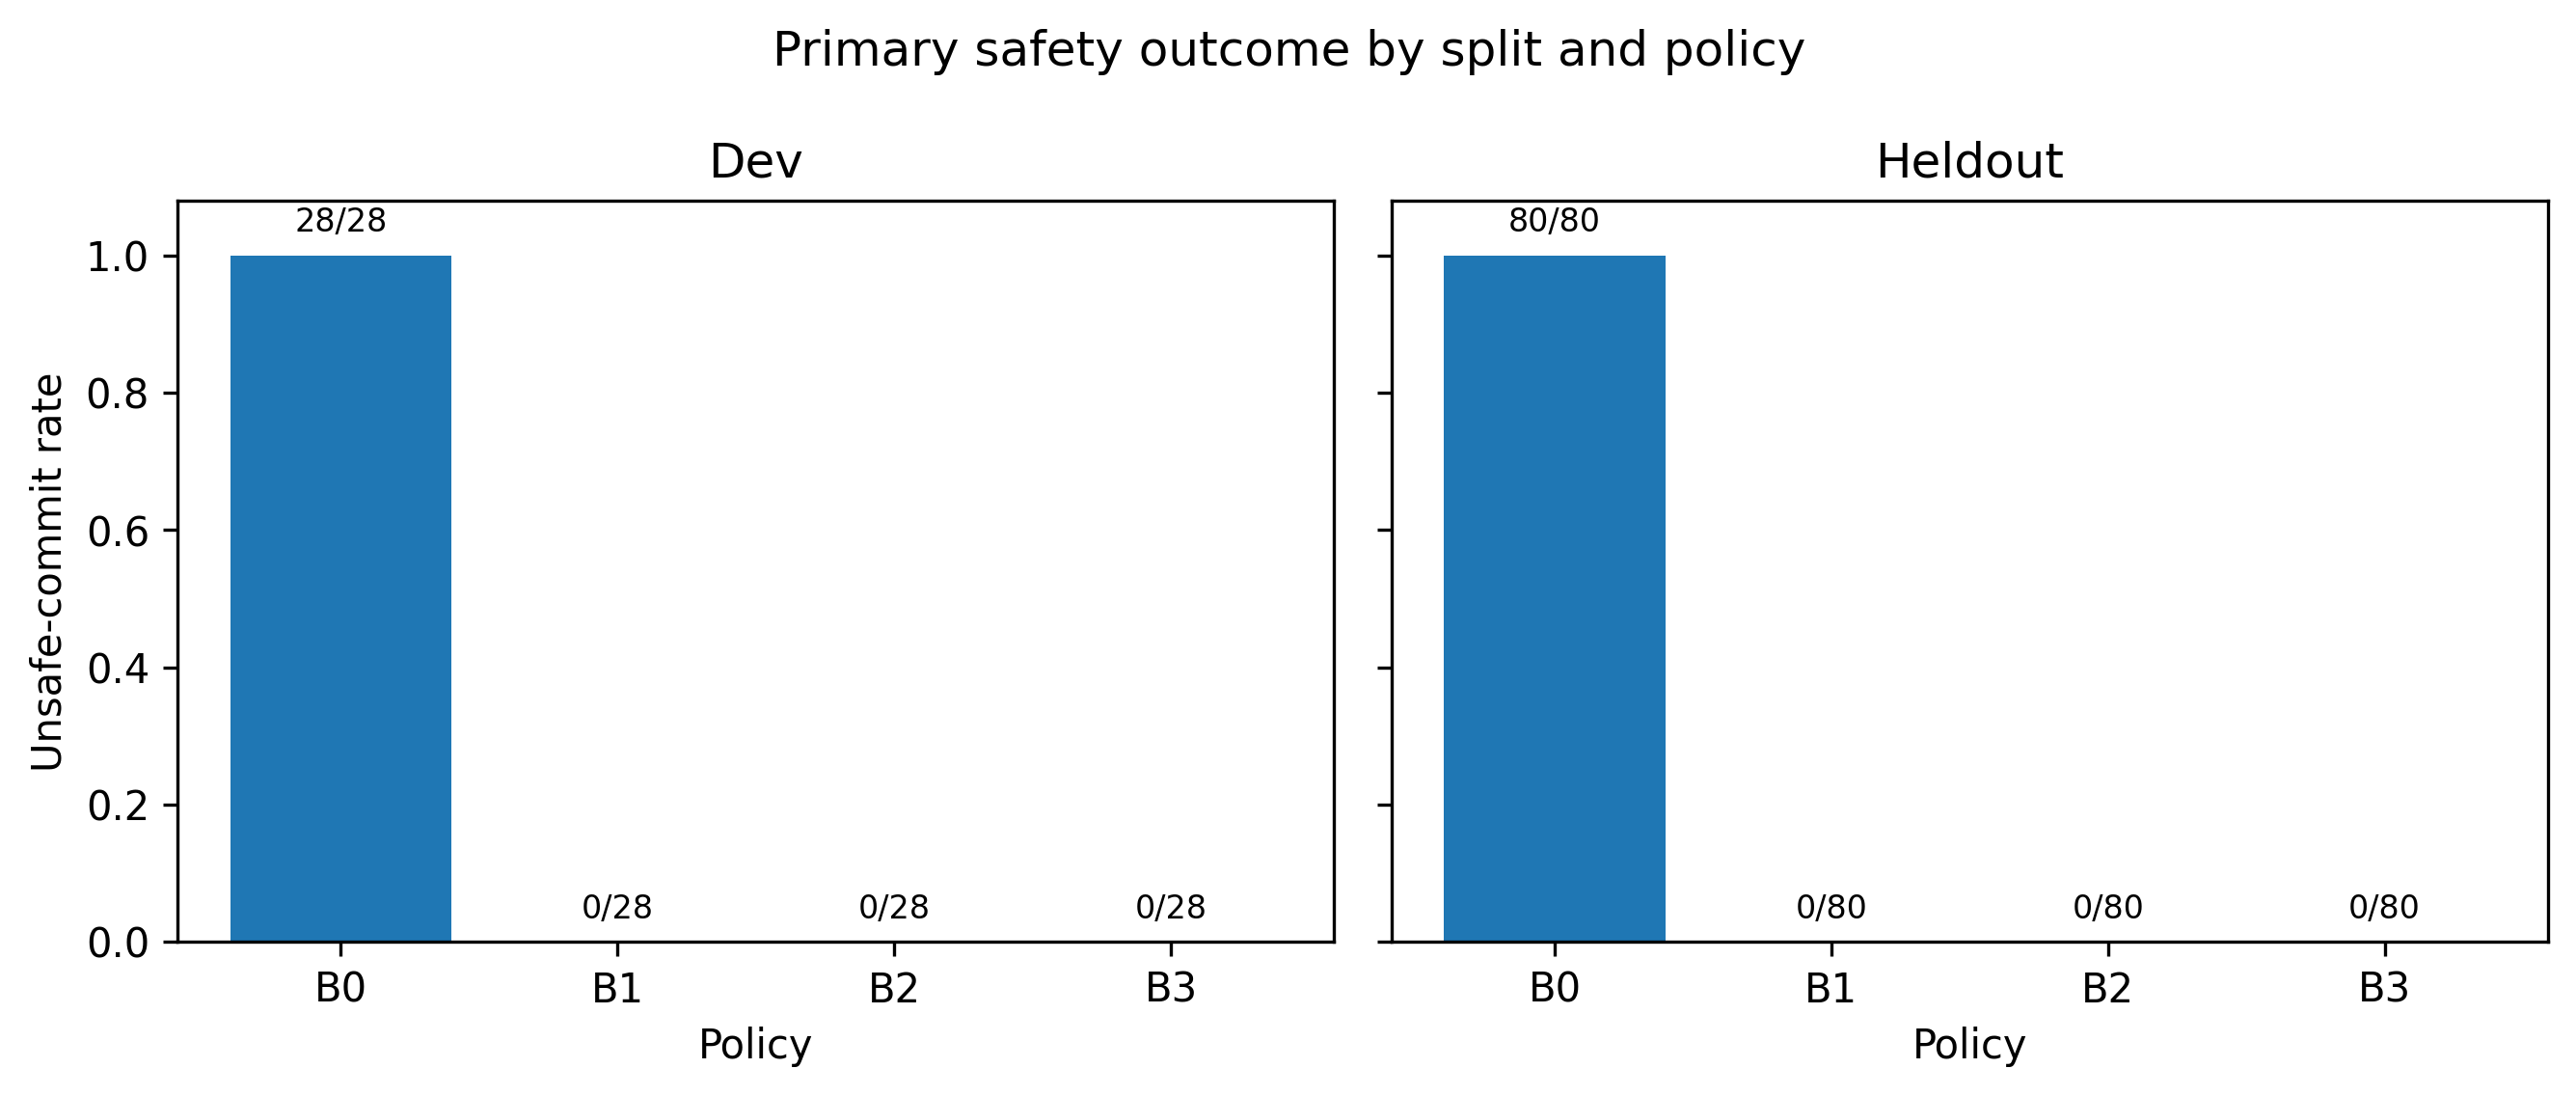 Primary safety outcome by split and policy
Dev
28/28
1.0
0.8
0.6
0.4
0.2
0.0
Unsafe-commit rate
0/28
0/28
0/28
B0
B1
B2
B3
Policy
Heldout
80/80
0/80
0/80
0/80
B0
B1
B2
B3
Policy